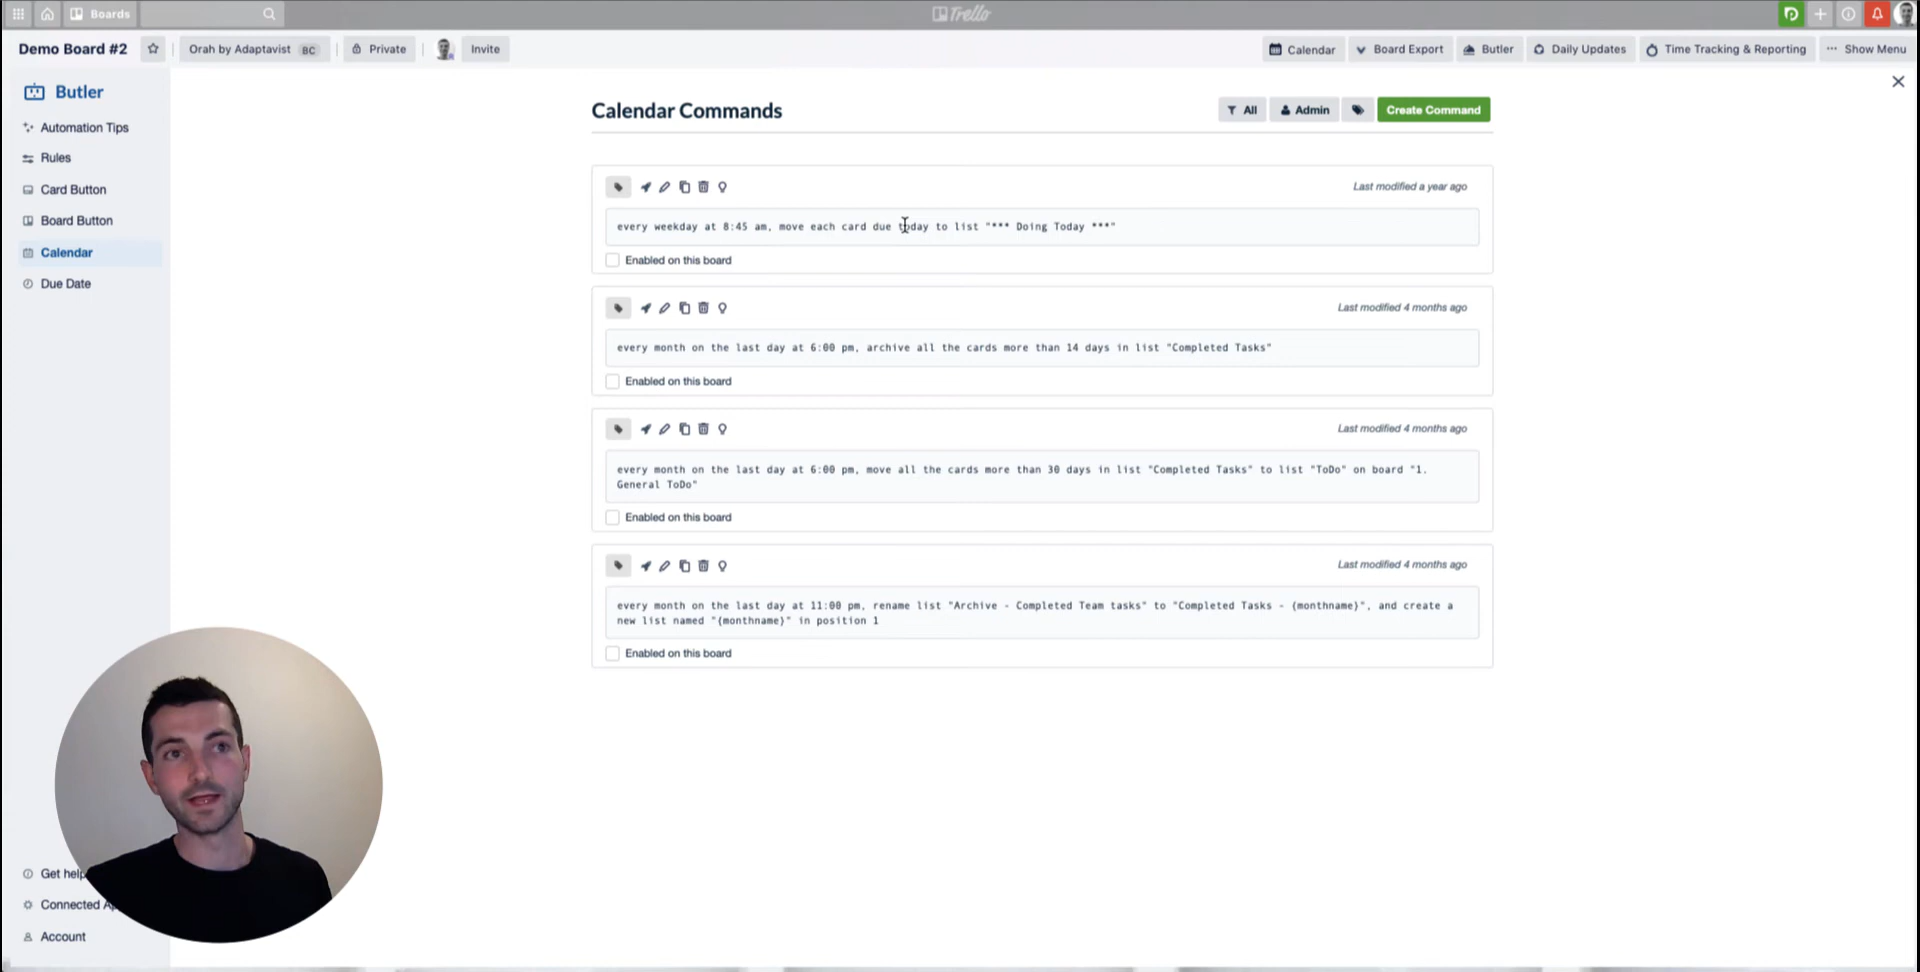 Boards
Trello
Demo Board #2
Orah by Adaptavist BC
Private
Invite
Calendar
Board Export
Butler
Daily Updates
Time Tracking & Reporting
Show Menu
Butler
Automation Tips
Rules
Card Button
Board Button
Calendar
Due Date
Calendar Commands
All
Admin
Create Command
Last modified a year ago
every weekday at 8:45 am, move each card due today to list "*** Doing Today ***"
Enabled on this board
Last modified 4 months ago
every month on the last day at 6:00 pm, archive all the cards more than 14 days in list "Completed Tasks"
Enabled on this board
Last modified 4 months ago
every month on the last day at 6:00 pm, move all the cards more than 30 days in list "Completed Tasks" to list "ToDo" on board "1.
General ToDo"
Enabled on this board
Last modified 4 months ago
every month on the last day at 11:00 pm, rename list "Archive - Completed Team tasks" to "Completed Tasks - {monthname}", and create a
new list named "{monthname}" in position 1
Enabled on this board
Get help
Connected
Account